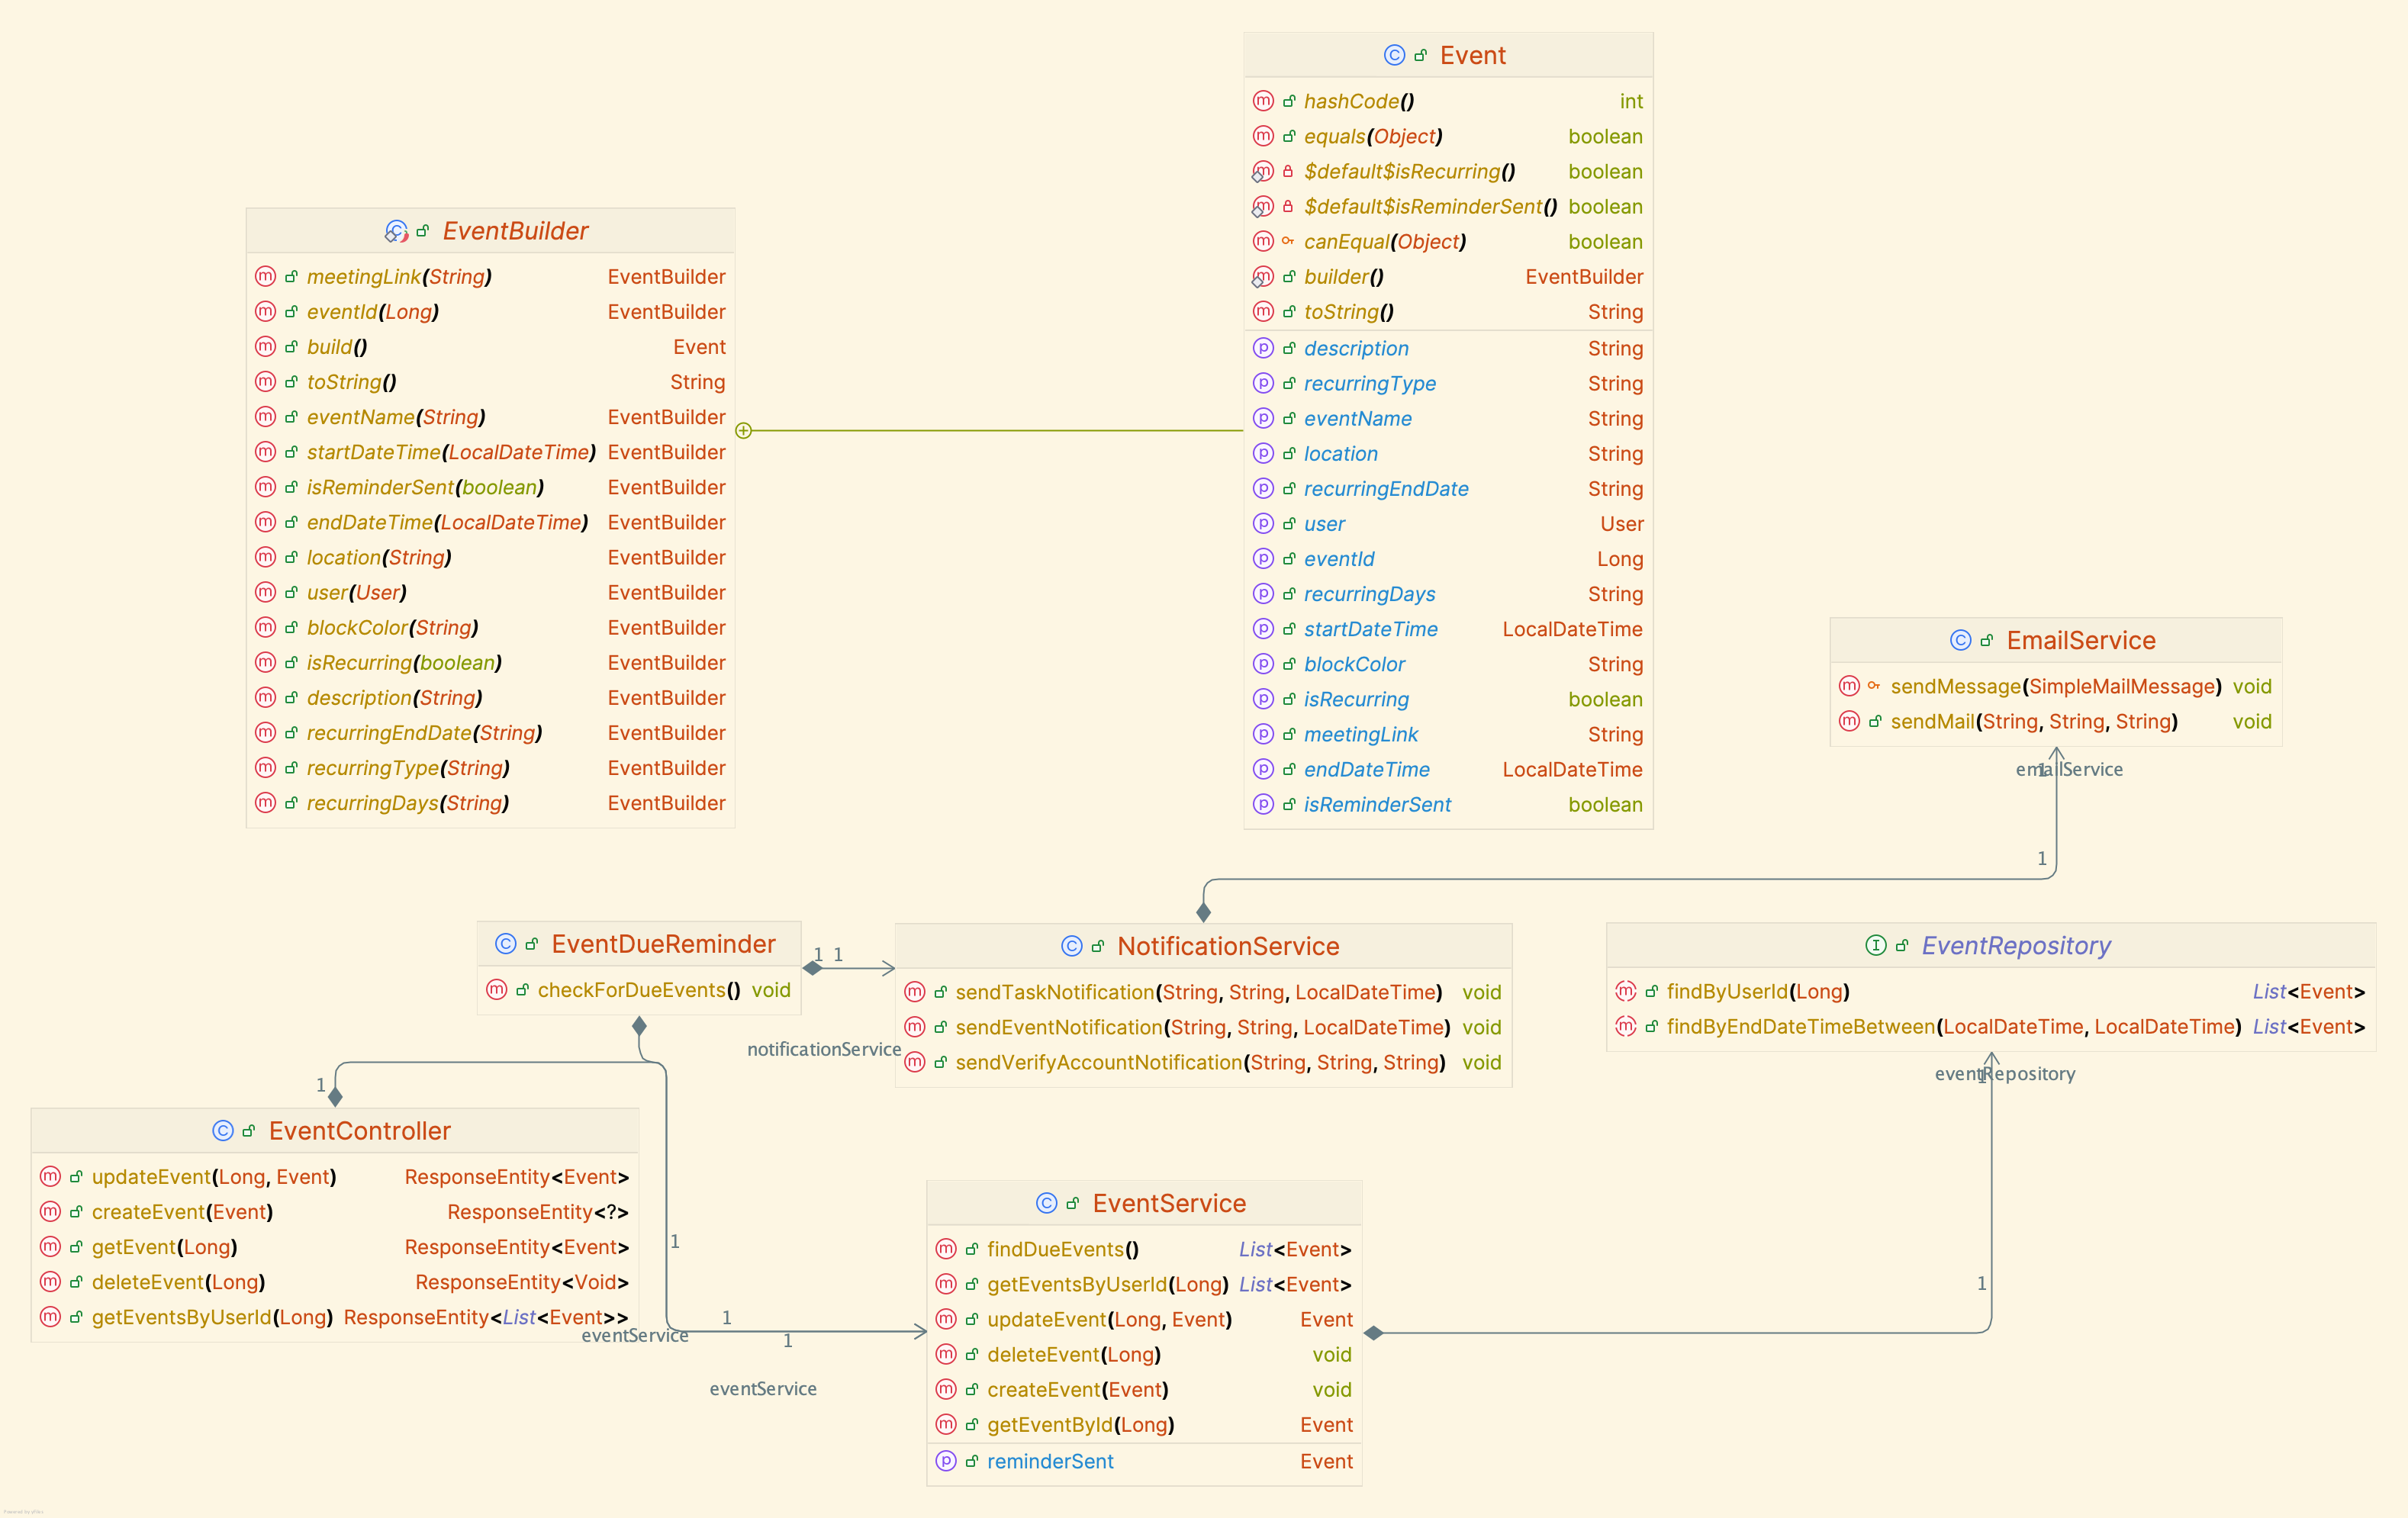 Event
hashCode() int
equals(Object) boolean
$default$isRecurring() boolean
$default$isReminderSent() boolean
canEqual(Object) boolean
builder() EventBuilder
toString() String
description String
recurringType String
eventName String
location String
recurringEndDate String
user User
eventId Long
recurringDays String
startDateTime LocalDateTime
blockColor String
isRecurring boolean
meetingLink String
endDateTime LocalDateTime
isReminderSent boolean
EventBuilder
meetingLink(String) EventBuilder
eventId(Long) EventBuilder
build() Event
toString() String
eventName(String) EventBuilder
startDateTime(LocalDateTime) EventBuilder
isReminderSent(boolean) EventBuilder
endDateTime(LocalDateTime) EventBuilder
location(String) EventBuilder
user(User) EventBuilder
blockColor(String) EventBuilder
isRecurring(boolean) EventBuilder
description(String) EventBuilder
recurringEndDate(String) EventBuilder
recurringType(String) EventBuilder
recurringDays(String) EventBuilder
EmailService
sendMessage(SimpleMailMessage) void
sendMail(String, String, String) void
emailService
1
1
EventDueReminder
checkForDueEvents() void
1 1
notificationService
NotificationService
sendTaskNotification(String, String, LocalDateTime) void
sendEventNotification(String, String, LocalDateTime) void
sendVerifyAccountNotification(String, String, String) void
EventRepository
findByUserId(Long) List<Event>
findByEndDateTimeBetween(LocalDateTime, LocalDateTime) List<Event>
eventRepository
1
1
1
EventController
updateEvent(Long, Event) ResponseEntity<Event>
createEvent(Event) ResponseEntity<?>
getEvent(Long) ResponseEntity<Event>
deleteEvent(Long) ResponseEntity<Void>
getEventsByUserId(Long) ResponseEntity<List<Event>>
eventService
1
1
1
eventService
EventService
findDueEvents() List<Event>
getEventsByUserId(Long) List<Event>
updateEvent(Long, Event) Event
deleteEvent(Long) void
createEvent(Event) void
getEventById(Long) Event
reminderSent Event
Powered by yFiles